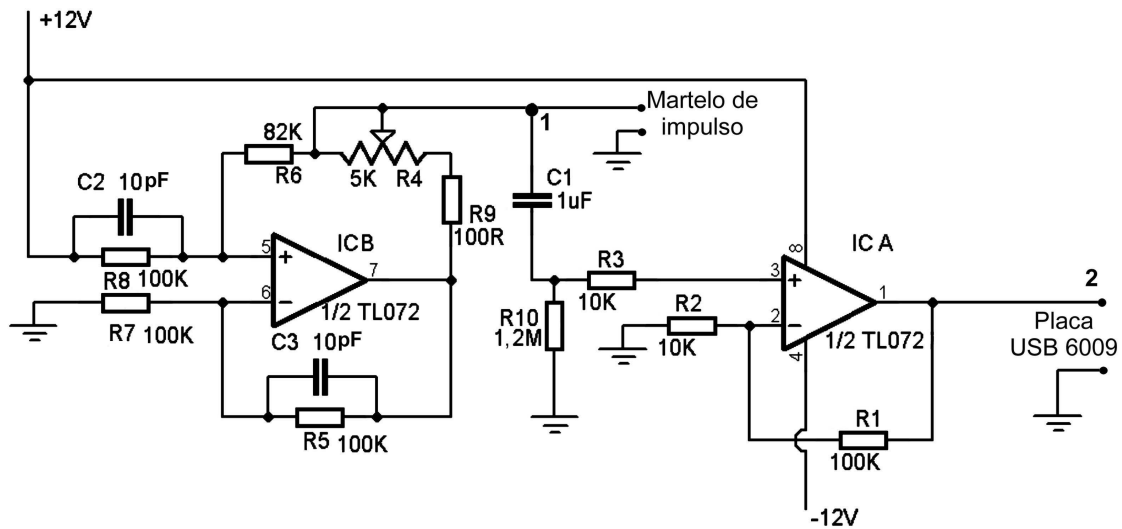 +12V
Martelo de
impulso
1
82K
R6
5K
R4
C2
10pF
C1
1uF
R9
100R
IC B
IC A
8
5
+
R8
100K
7
6
−
R3
10K
3
+
1
2
R7
100K
1/2 TL072
C3
10pF
R10
1,2M
R2
10K
2
−
4
1/2 TL072
Placa
USB 6009
R5
100K
R1
100K
-12V